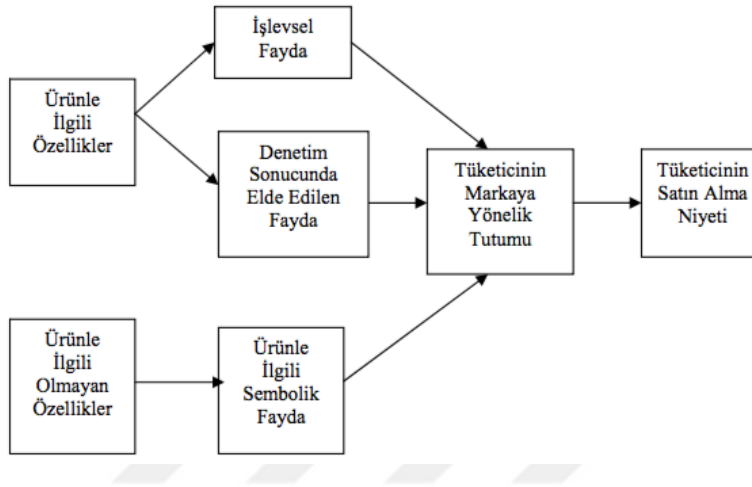 İşlevsel
Fayda
Ürünle
İlgili
Özellikler
Denetim
Sonucunda
Elde Edilen
Fayda
Tüketicinin
Markaya
Yönelik
Tutumu
Tüketicinin
Satın Alma
Niyeti
Ürünle
İlgili
Olmayan
Özellikler
Ürünle
İlgili
Sembolik
Fayda